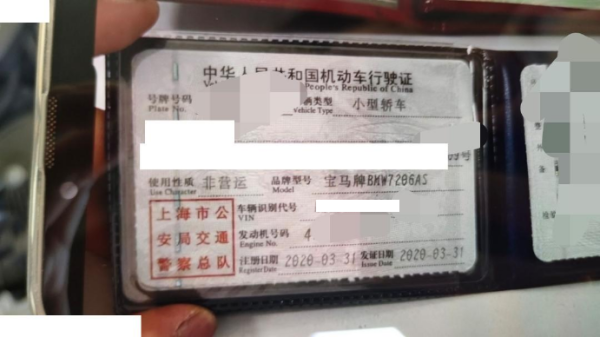 中华人民共和国机动车行驶证
People's Republic of China
号牌号码
Plate No.
辆类型 小型轿车
Vehicle Type
使用性质 非营运 品牌型号 宝马牌BMW7206AS
Use Character Model
上海市公
安局交通
警察总队
车辆识别代号
VIN
发动机号码 4
Engine No.
注册日期 2020-03-31 发证日期 2020-03-31
Register Date Issue Date